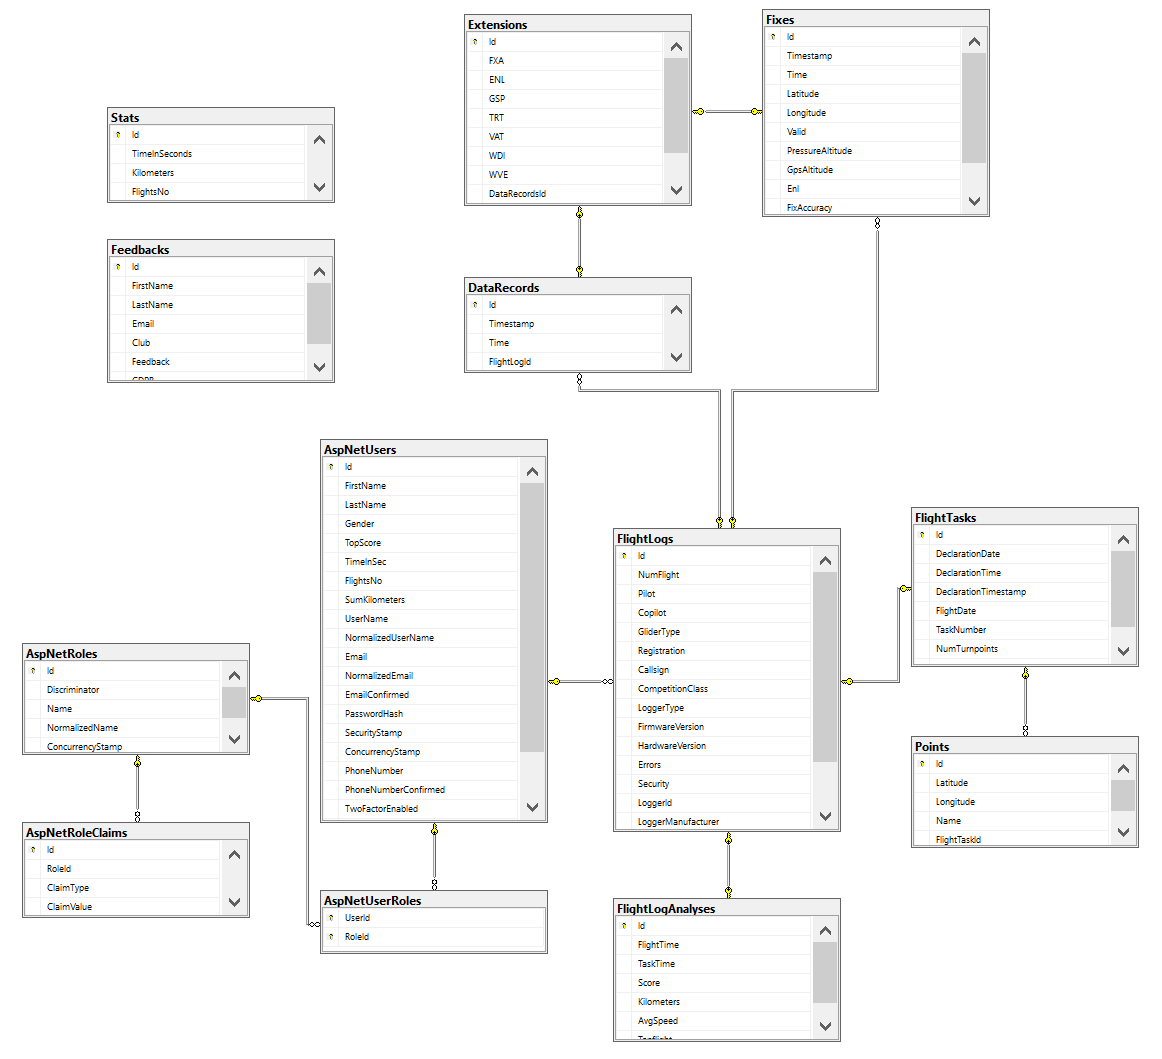 Extensions
Id
FXA
ENL
GSP
TRT
VAT
WDI
WVE
DataRecordsId
Fixes
Id
Timestamp
Time
Latitude
Longitude
Valid
PressureAltitude
GpsAltitude
Enl
FixAccuracy
Stats
Id
TimeInSeconds
Kilometers
FlightsNo
Feedbacks
Id
FirstName
LastName
Email
Club
Feedback
GDPR
DataRecords
Id
Timestamp
Time
FlightLogId
AspNetUsers
Id
FirstName
LastName
Gender
TopScore
TimeInSec
FlightsNo
SumKilometers
UserName
NormalizedUserName
Email
NormalizedEmail
EmailConfirmed
PasswordHash
SecurityStamp
ConcurrencyStamp
PhoneNumber
PhoneNumberConfirmed
TwoFactorEnabled
FlightLogs
Id
NumFlight
Pilot
Copilot
GliderType
Registration
Callsign
CompetitionClass
LoggerType
FirmwareVersion
HardwareVersion
Errors
Security
LoggerId
LoggerManufacturer
FlightTasks
Id
DeclarationDate
DeclarationTime
DeclarationTimestamp
FlightDate
TaskNumber
NumTurnpoints
AspNetRoles
Id
Discriminator
Name
NormalizedName
ConcurrencyStamp
Points
Id
Latitude
Longitude
Name
FlightTaskId
AspNetRoleClaims
Id
RoleId
ClaimType
ClaimValue
AspNetUserRoles
UserId
RoleId
FlightLogAnalyses
Id
FlightTime
TaskTime
Score
Kilometers
AvgSpeed